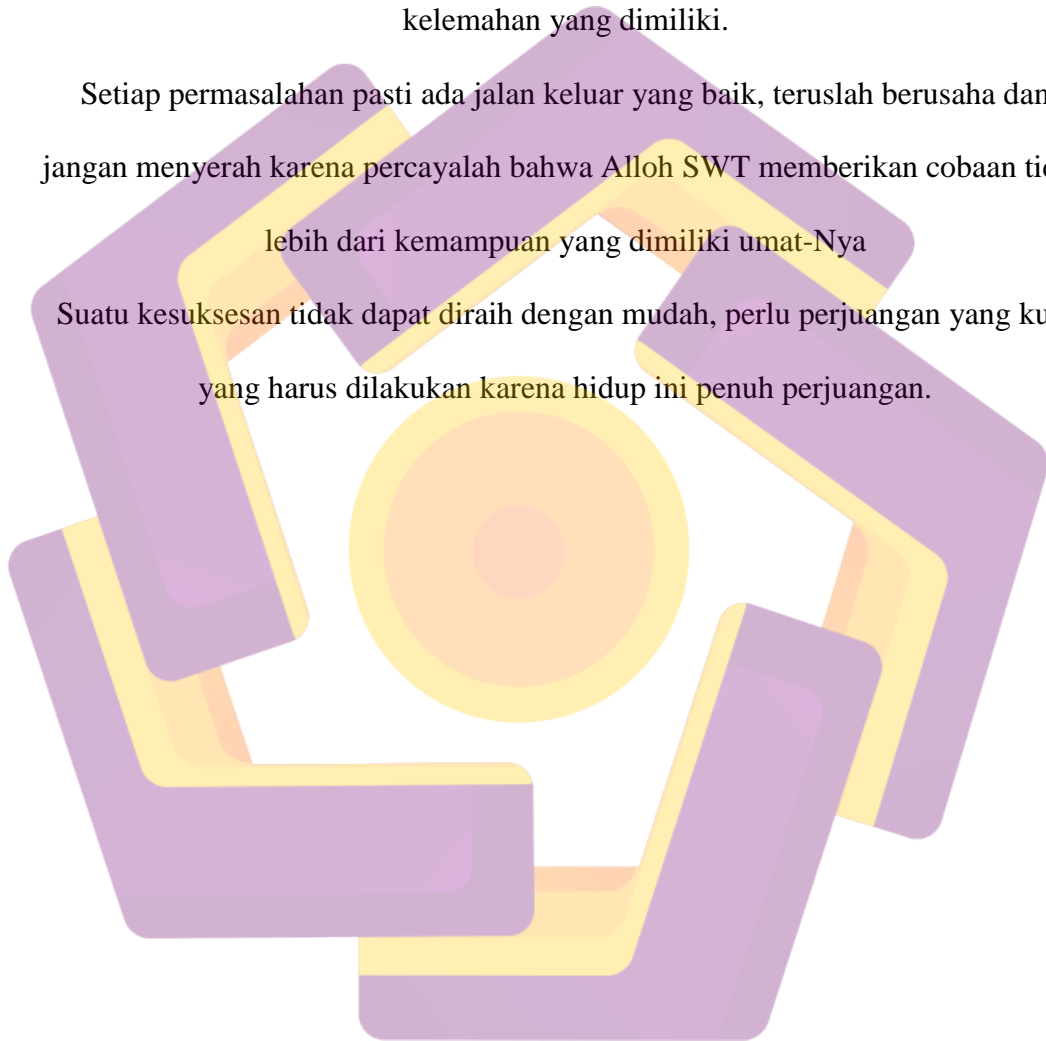 kelemahan yang dimiliki.
Setiap permasalahan pasti ada jalan keluar yang baik, teruslah berusaha dan
jangan menyerah karena percayalah bahwa Alloh SWT memberikan cobaan
lebih dari kemampuan yang dimiliki umat-Nya
Suatu kesuksesan tidak dapat diraih dengan mudah, perlu perjuangan yang
yang harus dilakukan karena hidup ini penuh perjuangan.